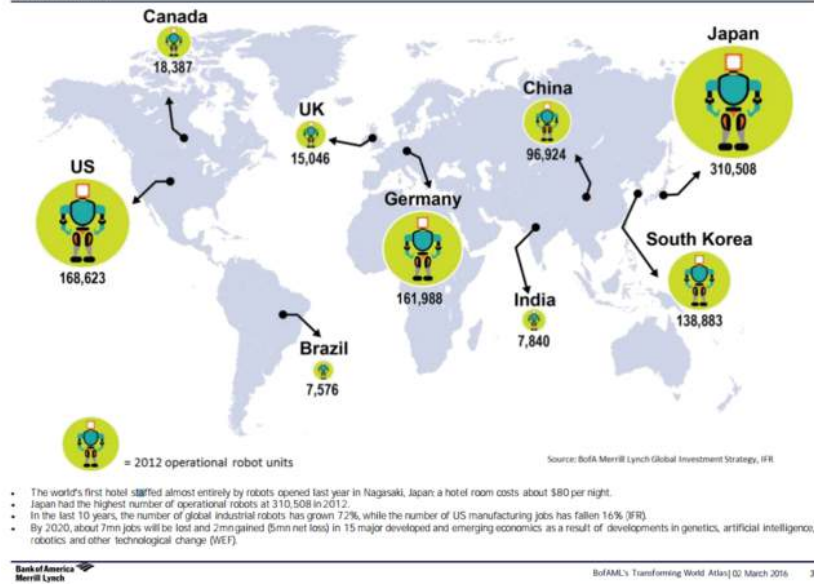 Canada
18,387
UK
15,046
China
96,924
Japan
310,508
US
168,623
Germany
161,988
South Korea
138,883
India
7,840
Brazil
7,576
= 2012 operational robot units
Source: BofA Merrill Lynch Global Investment Strategy, IFR
• The world's first hotel staffed almost entirely by robots opened last year in Nagasaki, Japan: a hotel room costs about $80 per night.
• Japan had the highest number of operational robots at 310,508 in 2012.
• In the last 10 years, the number of global industrial robots has grown 72%, while the number of US manufacturing jobs has fallen 16% (IFR).
• By 2020, about 7mn jobs will be lost and 2mn gained (5mn net loss) in 15 major developed and emerging economics as a result of developments in genetics, artificial intelligence,
robotics and other technological change (WEF).
Bank of America
Merrill Lynch
BofAML's Transforming World Atlas| 02 March 2016 3